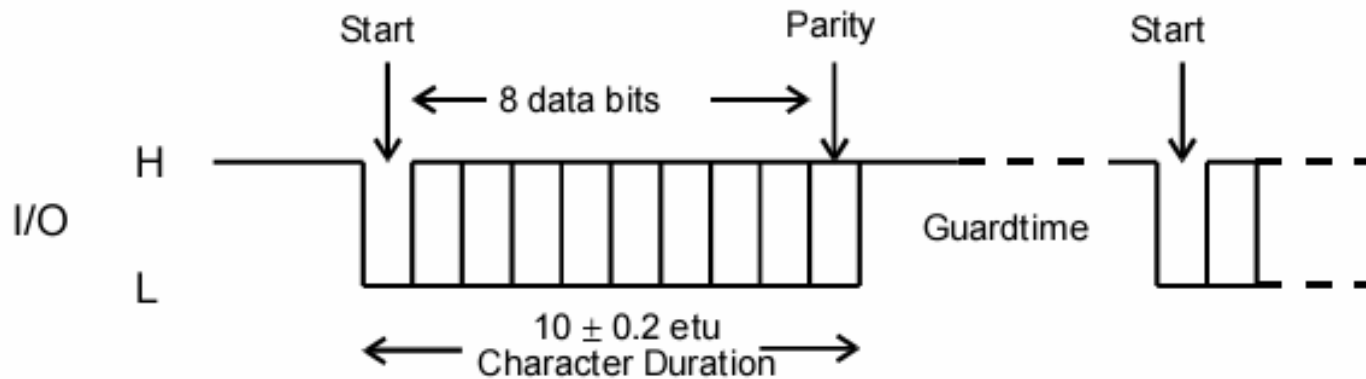 Start
Parity
Start
8 data bits
H
I/O
Guardtime
L
10 ± 0.2 etu
Character Duration